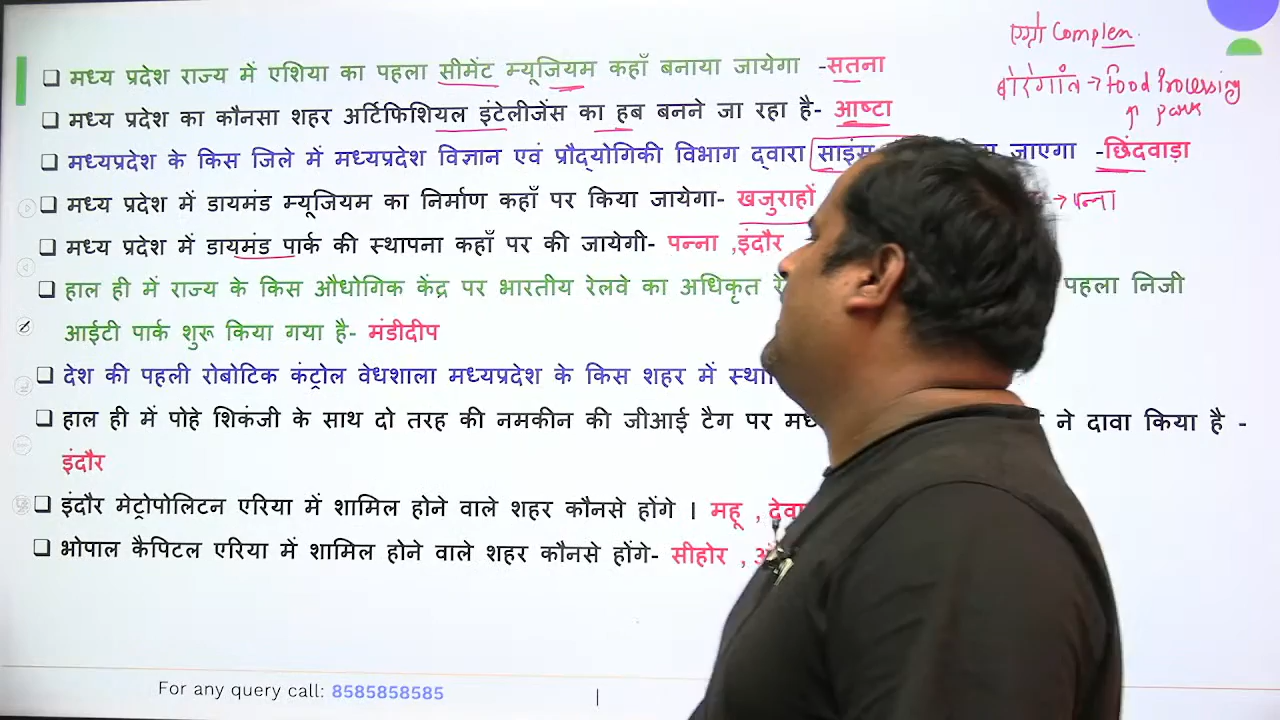 एग्रो Complen.
❑ मध्य प्रदेश राज्य में एशिया का पहला सीमेंट म्यूजियम कहाँ बनाया जायेगा -सतना
बोरेगांव → Food Processing
park
❑ मध्य प्रदेश का कौनसा शहर अर्टिफिशियल इंटेलीजेंस का हब बनने जा रहा है- आष्टा
❑ मध्यप्रदेश के किस जिले में मध्यप्रदेश विज्ञान एवं प्रौद्योगिकी विभाग द्वारा साइंस जाएगा -छिंदवाड़ा
❑ मध्य प्रदेश में डायमंड म्यूजियम का निर्माण कहाँ पर किया जायेगा- खजुराहों → पन्ना
❑ मध्य प्रदेश में डायमंड पार्क की स्थापना कहाँ पर की जायेगी- पन्ना ,इंदौर
❑ हाल ही में राज्य के किस औधोगिक केंद्र पर भारतीय रेलवे का अधिकृत पहला निजी
आईटी पार्क शुरू किया गया है- मंडीदीप
❑ देश की पहली रोबोटिक कंट्रोल वेधशाला मध्यप्रदेश के किस शहर में
❑ हाल ही में पोहे शिकंजी के साथ दो तरह की नमकीन की जीआई टैग पर ने दावा किया है -
इंदौर
❑ इंदौर मेट्रोपोलिटन एरिया में शामिल होने वाले शहर कौनसे होंगे । महू ,
❑ भोपाल कैपिटल एरिया में शामिल होने वाले शहर कौनसे होंगे- सीहोर ,
For any query call: 8585858585